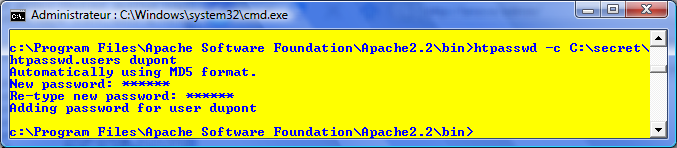 Administrateur : C:\Windows\system32\cmd.exe
c:\Program Files\Apache Software Foundation\Apache2.2\bin>htpasswd -c C:\secret\
htpasswd.users dupont
Automatically using MD5 format.
New password: ******
Re-type new password: ******
Adding password for user dupont
c:\Program Files\Apache Software Foundation\Apache2.2\bin>